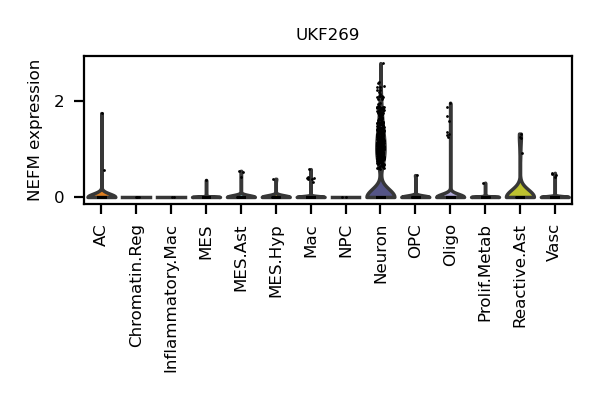 UKF269
NEFM expression
2
0
AC
Chromatin.Reg
Inflammatory.Mac
MES
MES.Ast
MES.Hyp
Mac
NPC
Neuron
OPC
Oligo
Prolif.Metab
Reactive.Ast
Vasc